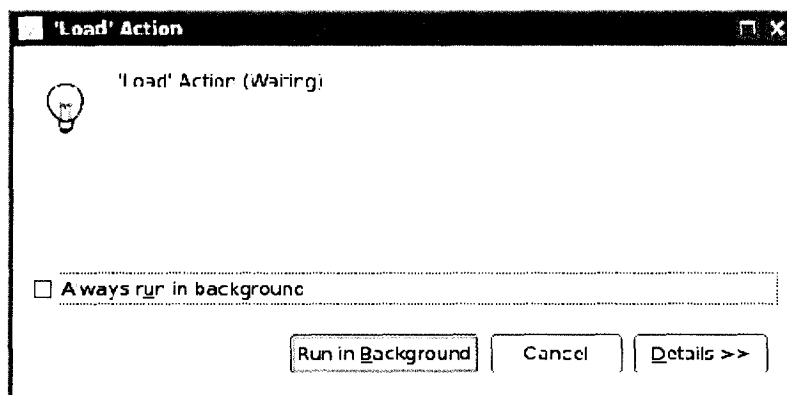 'Load' Action
'Load' Action (Waiting)
Always run in background
Run in Background Cancel Details >>